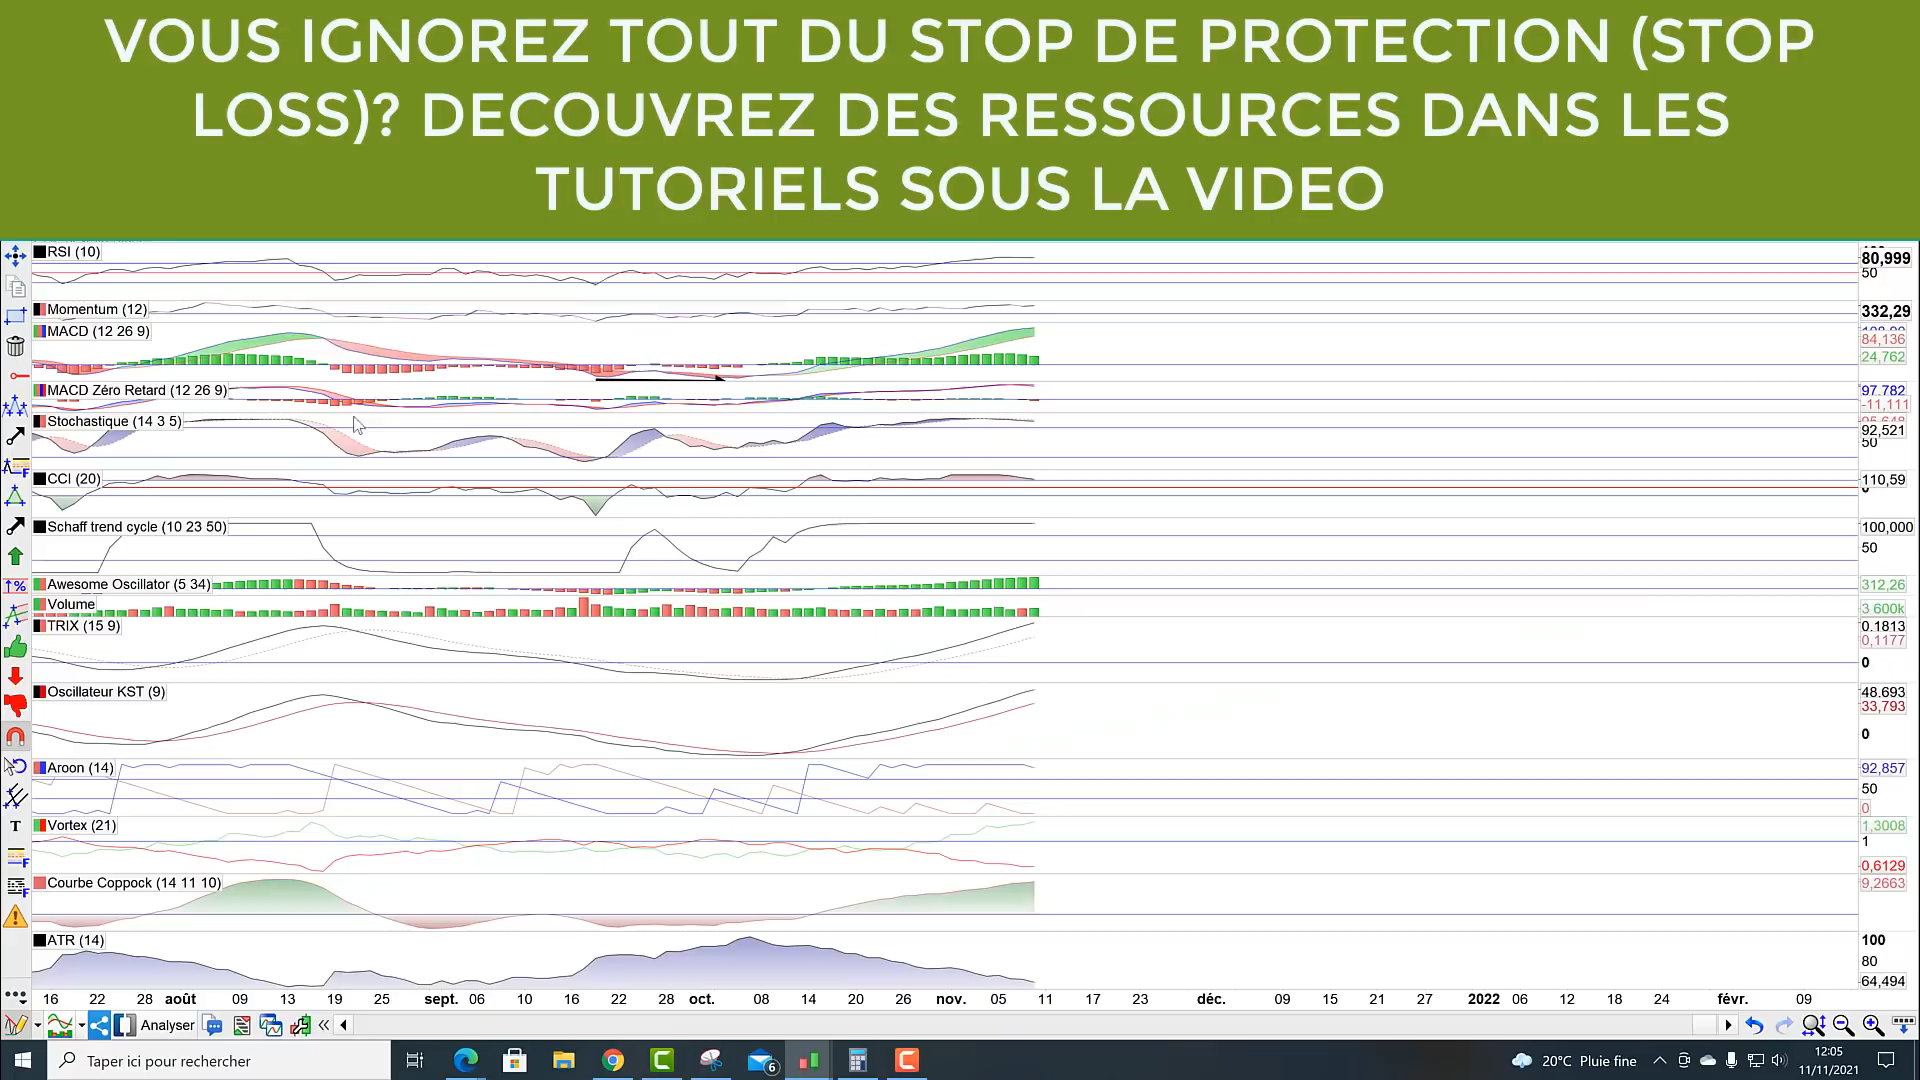 VOUS IGNOREZ TOUT DU STOP DE PROTECTION (STOP
LOSS)? DECOUVREZ DES RESSOURCES DANS LES
TUTORIELS SOUS LA VIDEO
RSI (10)
80,999
50
Momentum (12)
332,29
MACD (12 26 9)
84,136
24,762
MACD Zéro Retard (12 26 9)
97,782
-11,111
Stochastique (14 3 5)
92,521
50
CCI (20)
110,59
Schaff trend cycle (10 23 50)
100,000
50
Awesome Oscillator (5 34)
312,26
Volume
3 600k
TRIX (15 9)
0.1813
0,1177
0
Oscillateur KST (9)
48.693
33,793
0
Aroon (14)
92,857
50
0
Vortex (21)
1,3008
1
0,6129
Courbe Coppock (14 11 10)
9,2663
ATR (14)
100
80
64,494
16 22 28 août 09 13 19 25 sept. 06 10 16 22 28 oct. 08 14 20 26 nov. 05 11 17 23 déc. 09 15 21 27 2022 06 12 18 24 févr. 09
Analyser
Taper ici pour rechercher
6
20°C Pluie fine
12:05
11/11/2021